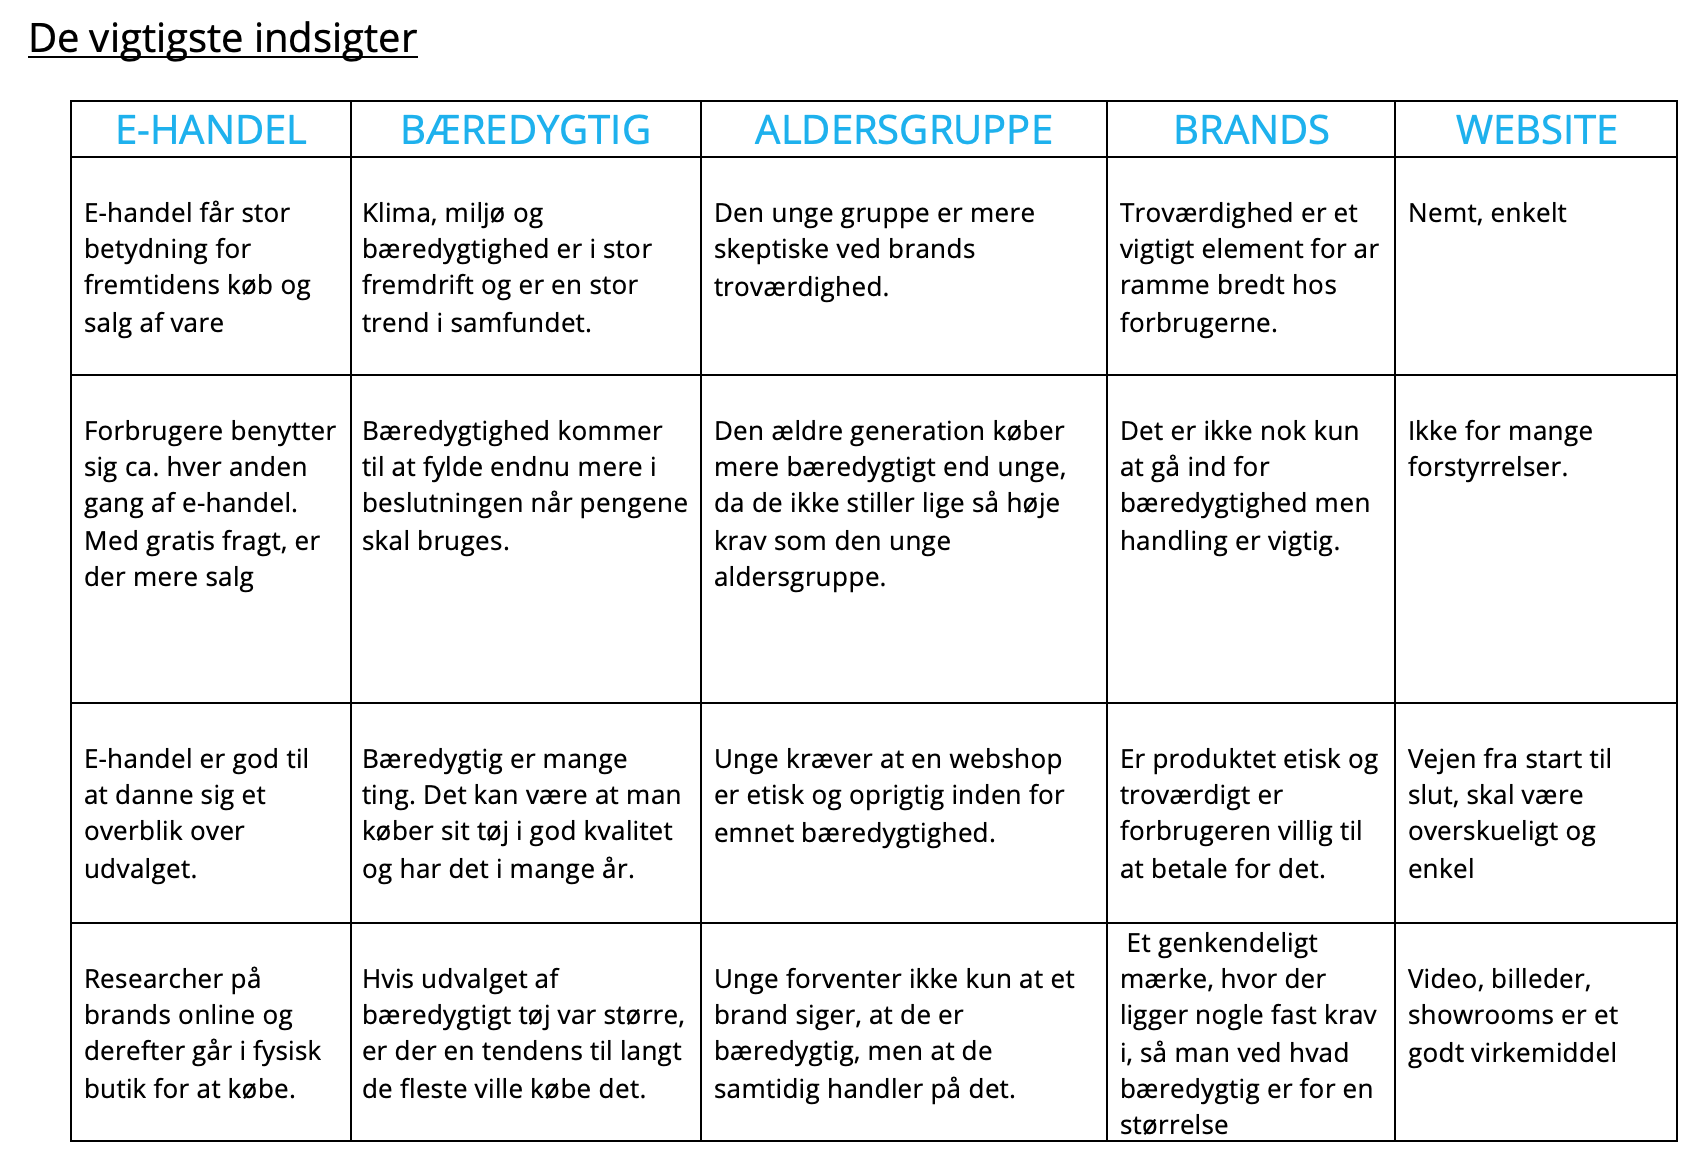 De vigtigste indsigter
E-HANDEL
BÆREDYGTIG
ALDERSGRUPPE
BRANDS
WEBSITE
E-handel får stor
betydning for
fremtidens køb og
salg af vare
Klima, miljø og
bæredygtighed er i stor
fremdrift og er en stor
trend i samfundet.
Den unge gruppe er mere
skeptiske ved brands
troværdighed.
Troværdighed er et
vigtigt element for ar
ramme bredt hos
forbrugerne.
Nemt, enkelt
Forbrugere benytter
sig ca. hver anden
gang af e-handel.
Med gratis fragt, er
der mere salg
Bæredygtighed kommer
til at fylde endnu mere i
beslutningen når pengene
skal bruges.
Den ældre generation køber
mere bæredygtigt end unge,
da de ikke stiller lige så høje
krav som den unge
aldersgruppe.
Det er ikke nok kun
at gå ind for
bæredygtighed men
handling er vigtig.
Ikke for mange
forstyrrelser.
E-handel er god til
at danne sig et
overblik over
udvalget.
Bæredygtig er mange
ting. Det kan være at man
køber sit tøj i god kvalitet
og har det i mange år.
Unge kræver at en webshop
er etisk og oprigtig inden for
emnet bæredygtighed.
Er produktet etisk og
troværdigt er
forbrugeren villig til
at betale for det.
Vejen fra start til
slut, skal være
overskueligt og
enkel
Researcher på
brands online og
derefter går i fysisk
butik for at købe.
Hvis udvalget af
bæredygtigt tøj var større,
er der en tendens til langt
de fleste ville købe det.
Unge forventer ikke kun at et
brand siger, at de er
bæredygtig, men at de
samtidig handler på det.
Et genkendeligt
mærke, hvor der
ligger nogle fast krav
i, så man ved hvad
bæredygtig er for en
størrelse
Video, billeder,
showrooms er et
godt virkemiddel